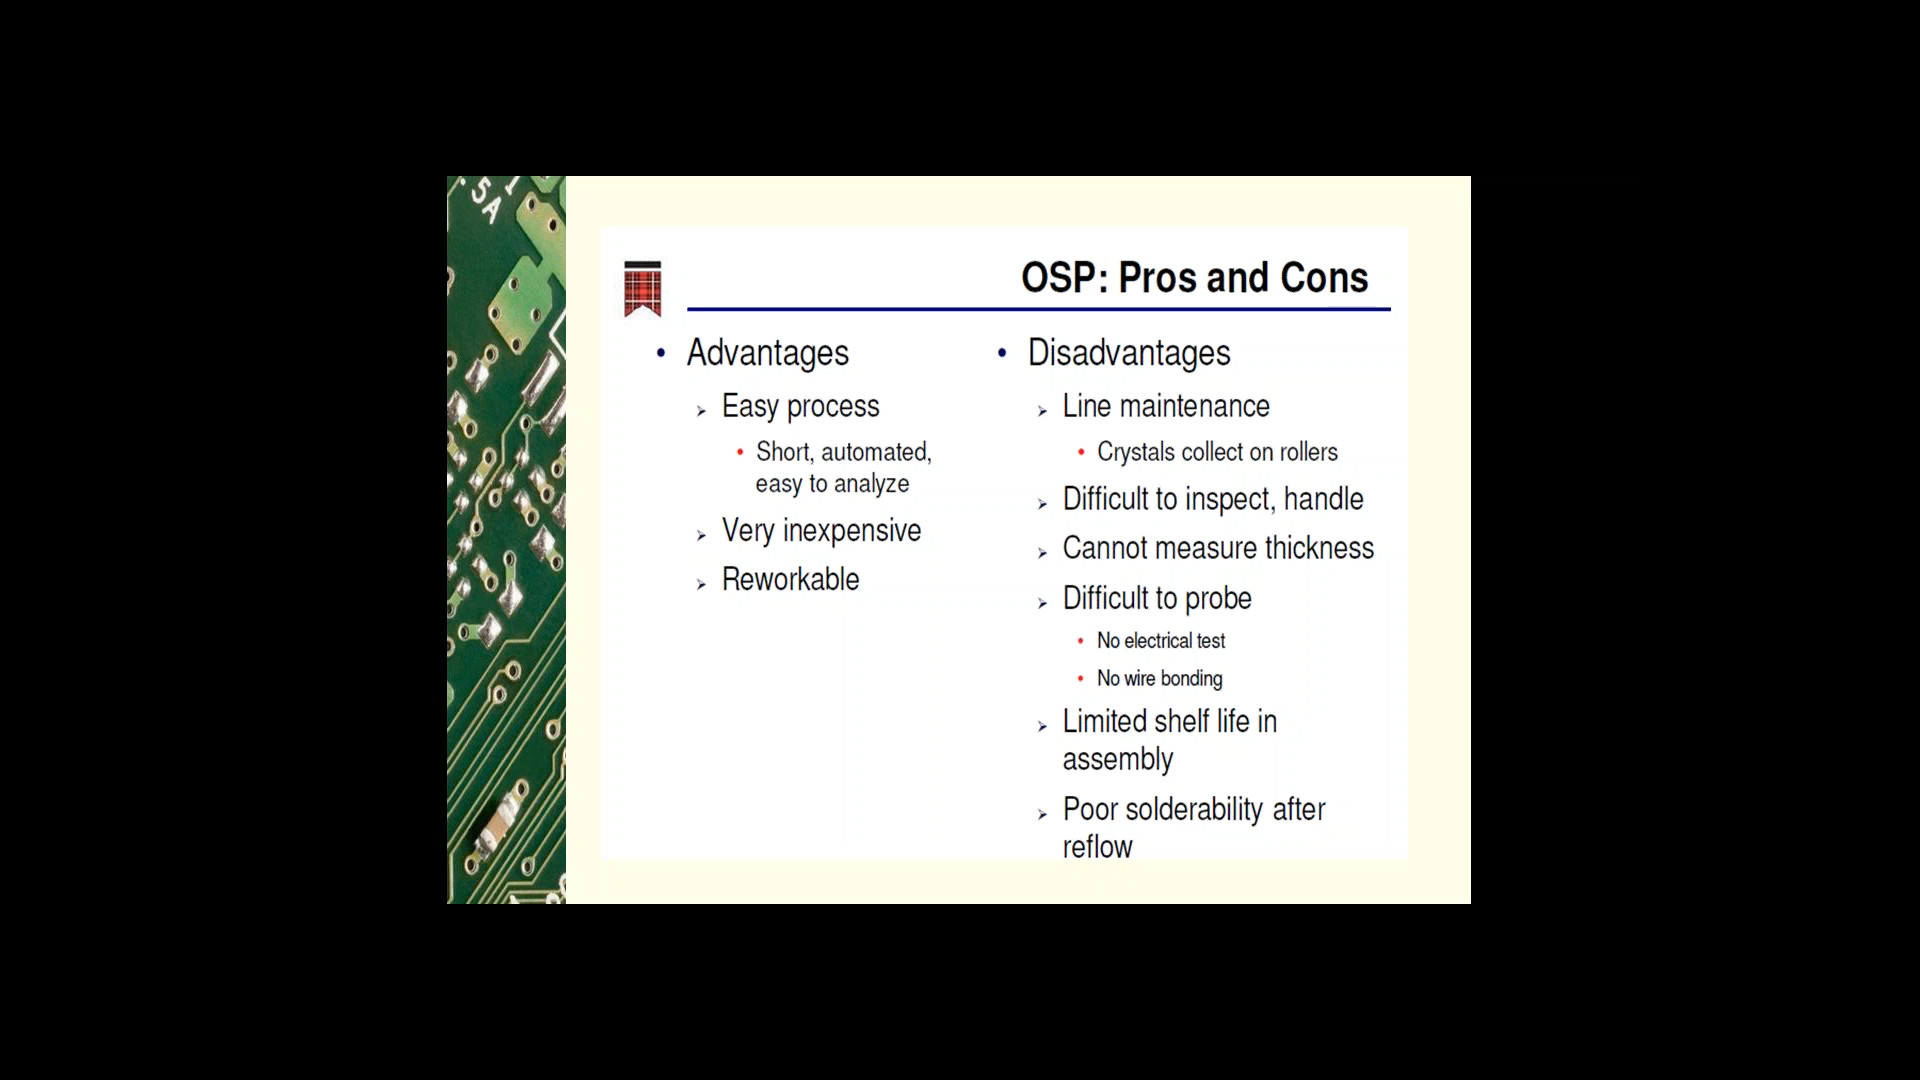 .5A
OSP: Pros and Cons
• Advantages
➢ Easy process
• Short, automated,
easy to analyze
➢ Very inexpensive
➢ Reworkable
• Disadvantages
➢ Line maintenance
• Crystals collect on rollers
➢ Difficult to inspect, handle
➢ Cannot measure thickness
➢ Difficult to probe
• No electrical test
• No wire bonding
➢ Limited shelf life in
assembly
➢ Poor solderability after
reflow